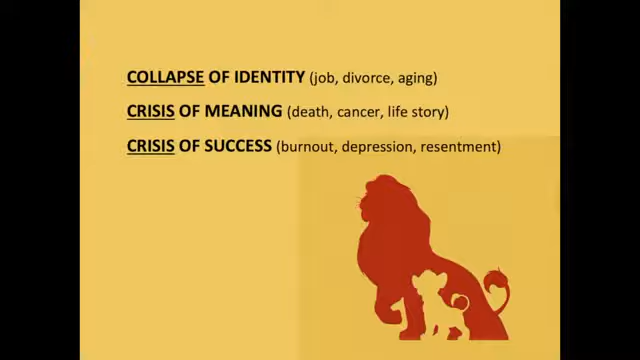 COLLAPSE OF IDENTITY (job, divorce, aging)
CRISIS OF MEANING (death, cancer, life story)
CRISIS OF SUCCESS (burnout, depression, resentment)